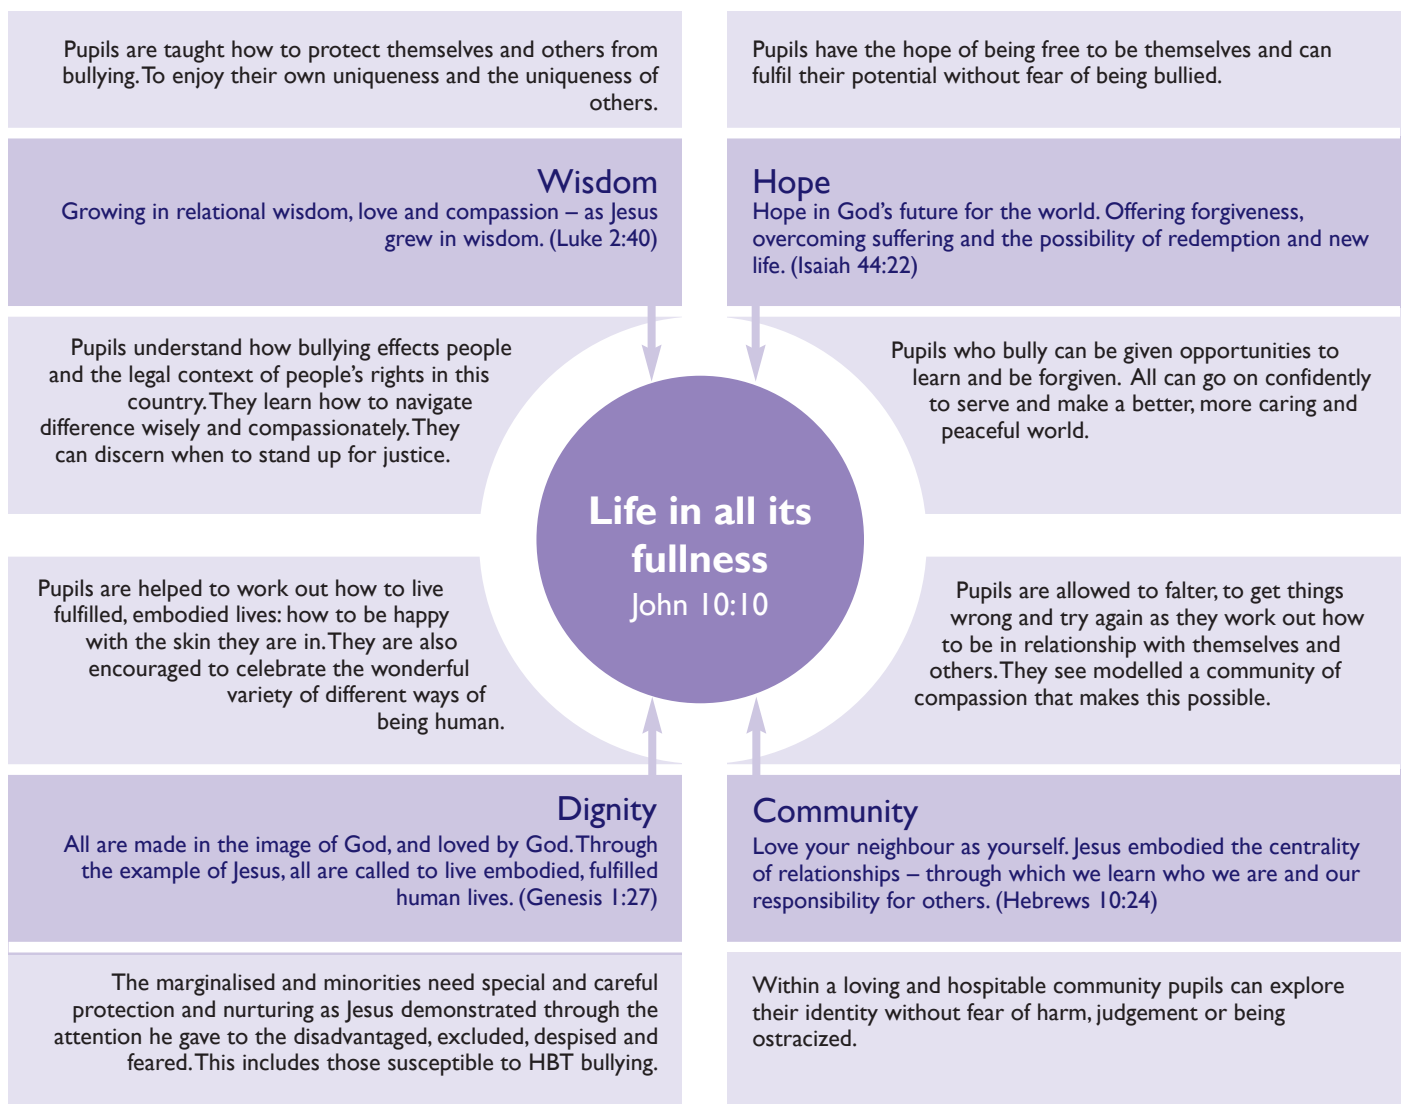 Pupils are taught how to protect themselves and others from
bullying. To enjoy their own uniqueness and the uniqueness of
others.
Wisdom
Growing in relational wisdom, love and compassion – as Jesus
grew in wisdom. (Luke 2:40)
Pupils understand how bullying effects people
and the legal context of people’s rights in this
country. They learn how to navigate
difference wisely and compassionately. They
can discern when to stand up for justice.
Pupils have the hope of being free to be themselves and can
fulfil their potential without fear of being bullied.
Hope
Hope in God’s future for the world. Offering forgiveness,
overcoming suffering and the possibility of redemption and new
life. (Isaiah 44:22)
Pupils who bully can be given opportunities to
learn and be forgiven. All can go on confidently
to serve and make a better, more caring and
peaceful world.
Life in all its
fullness
John 10:10
Pupils are helped to work out how to live
fulfilled, embodied lives: how to be happy
with the skin they are in. They are also
encouraged to celebrate the wonderful
variety of different ways of
being human.
Dignity
All are made in the image of God, and loved by God. Through
the example of Jesus, all are called to live embodied, fulfilled
human lives. (Genesis 1:27)
The marginalised and minorities need special and careful
protection and nurturing as Jesus demonstrated through the
attention he gave to the disadvantaged, excluded, despised and
feared. This includes those susceptible to HBT bullying.
Pupils are allowed to falter, to get things
wrong and try again as they work out how
to be in relationship with themselves and
others. They see modelled a community of
compassion that makes this possible.
Community
Love your neighbour as yourself. Jesus embodied the centrality
of relationships – through which we learn who we are and our
responsibility for others. (Hebrews 10:24)
Within a loving and hospitable community pupils can explore
their identity without fear of harm, judgement or being
ostracized.